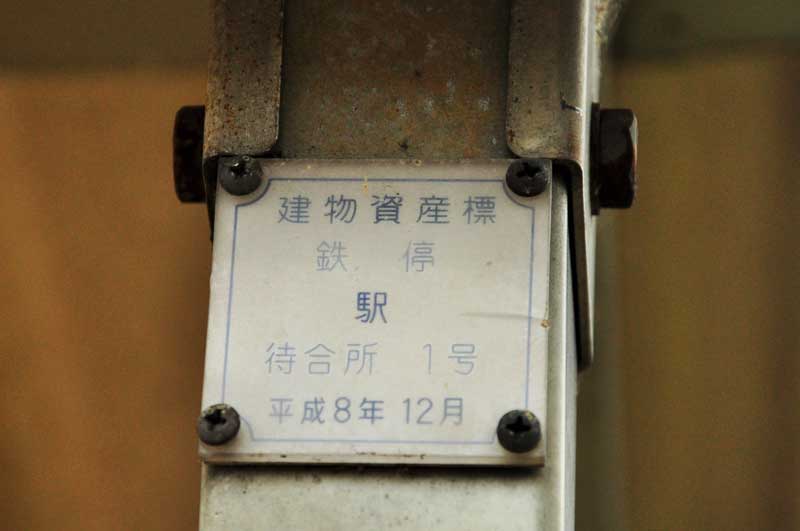 建物資産標
鉄 停
駅
待合所 1号
平成8年12月